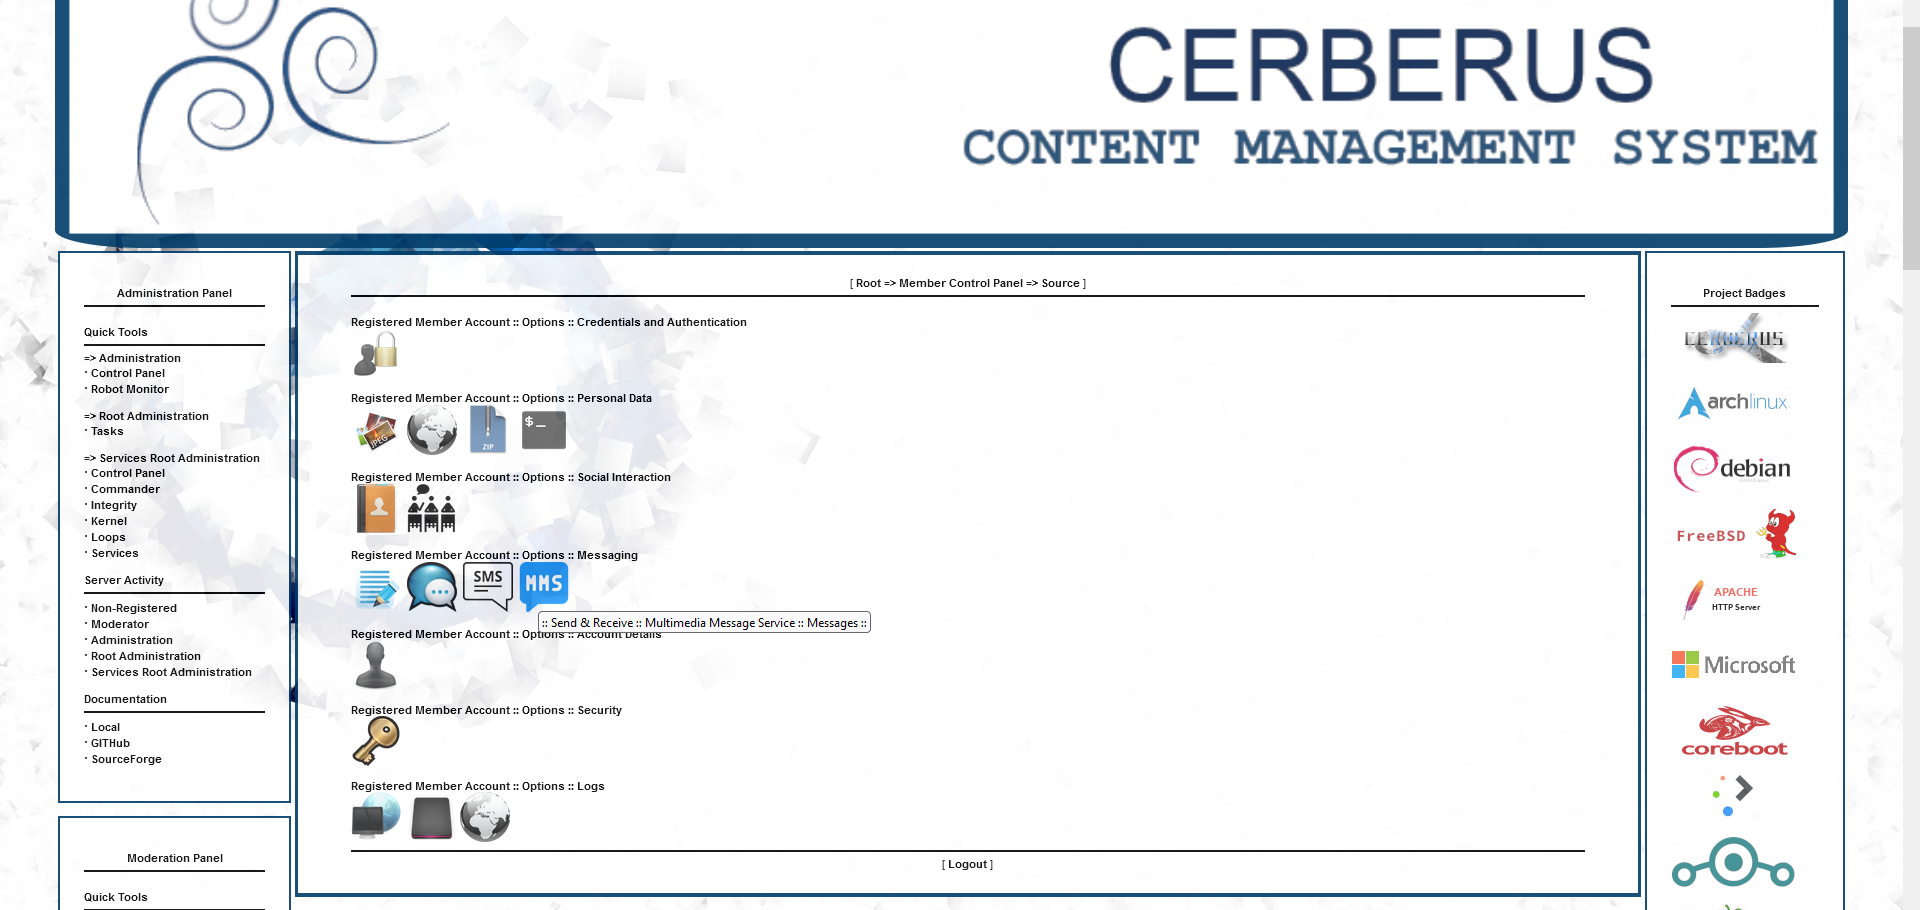 CERBERUS
CONTENT MANAGEMENT SYSTEM
Administration Panel
Quick Tools
=> Administration
· Control Panel
· Robot Monitor
=> Root Administration
· Tasks
=> Services Root Administration
· Control Panel
· Commander
· Integrity
· Kernel
· Loops
· Services
Server Activity
· Non-Registered
· Moderator
· Administration
· Root Administration
· Services Root Administration
Documentation
· Local
· GITHub
· SourceForge
Moderation Panel
Quick Tools
[ Root => Member Control Panel => Source ]
Registered Member Account :: Options :: Credentials and Authentication
Registered Member Account :: Options :: Personal Data
JPEG
ZIP
$_
Registered Member Account :: Options :: Social Interaction
Registered Member Account :: Options :: Messaging
SMS
MMS
:: Send & Receive :: Multimedia Message Service :: Messages ::
Registered Member Account :: Options :: Account Details
Registered Member Account :: Options :: Security
Registered Member Account :: Options :: Logs
[ Logout ]
Project Badges
CERBERUS
archlinux
debian
FreeBSD
APACHE
HTTP Server
Microsoft
coreboot